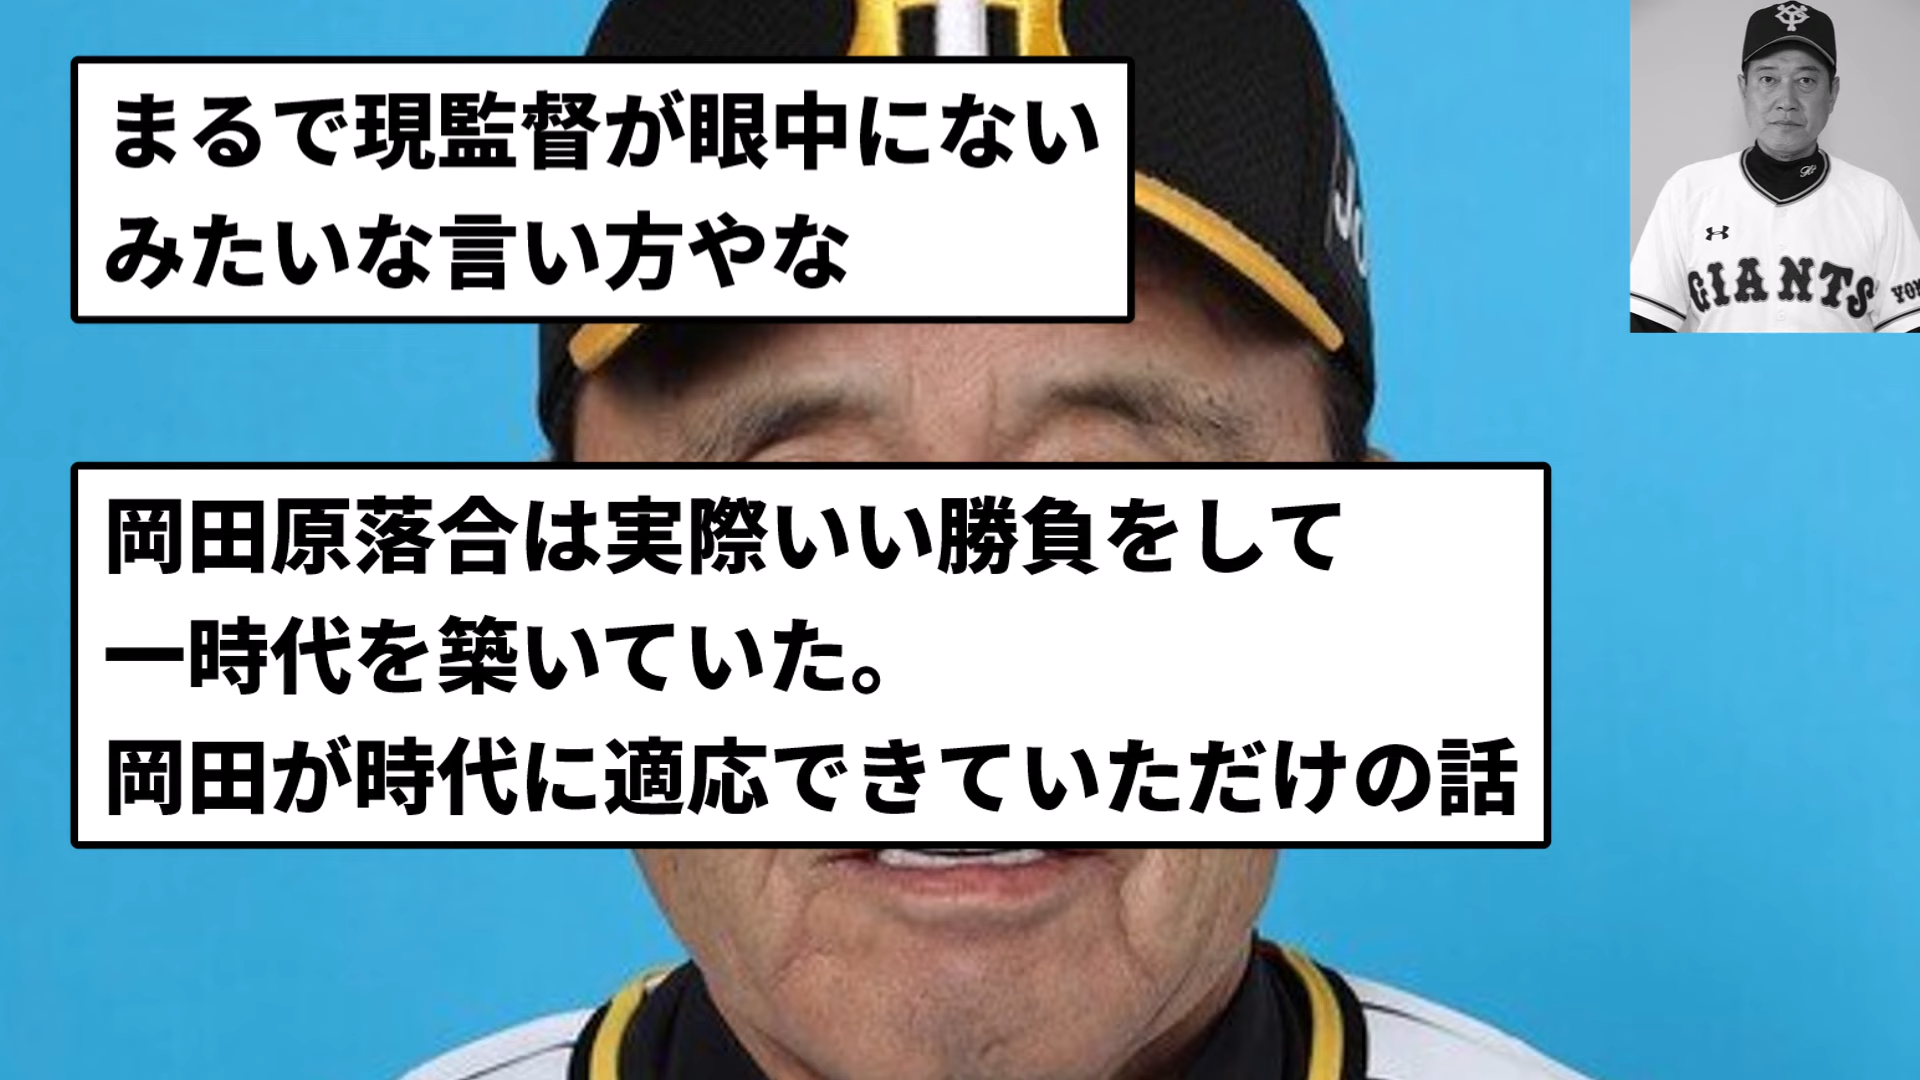 まるで現監督が眼中にない
みたいな言い方やな
岡田原落合は実際いい勝負をして
一時代を築いていた。
岡田が時代に適応できていただけの話
GIANTS